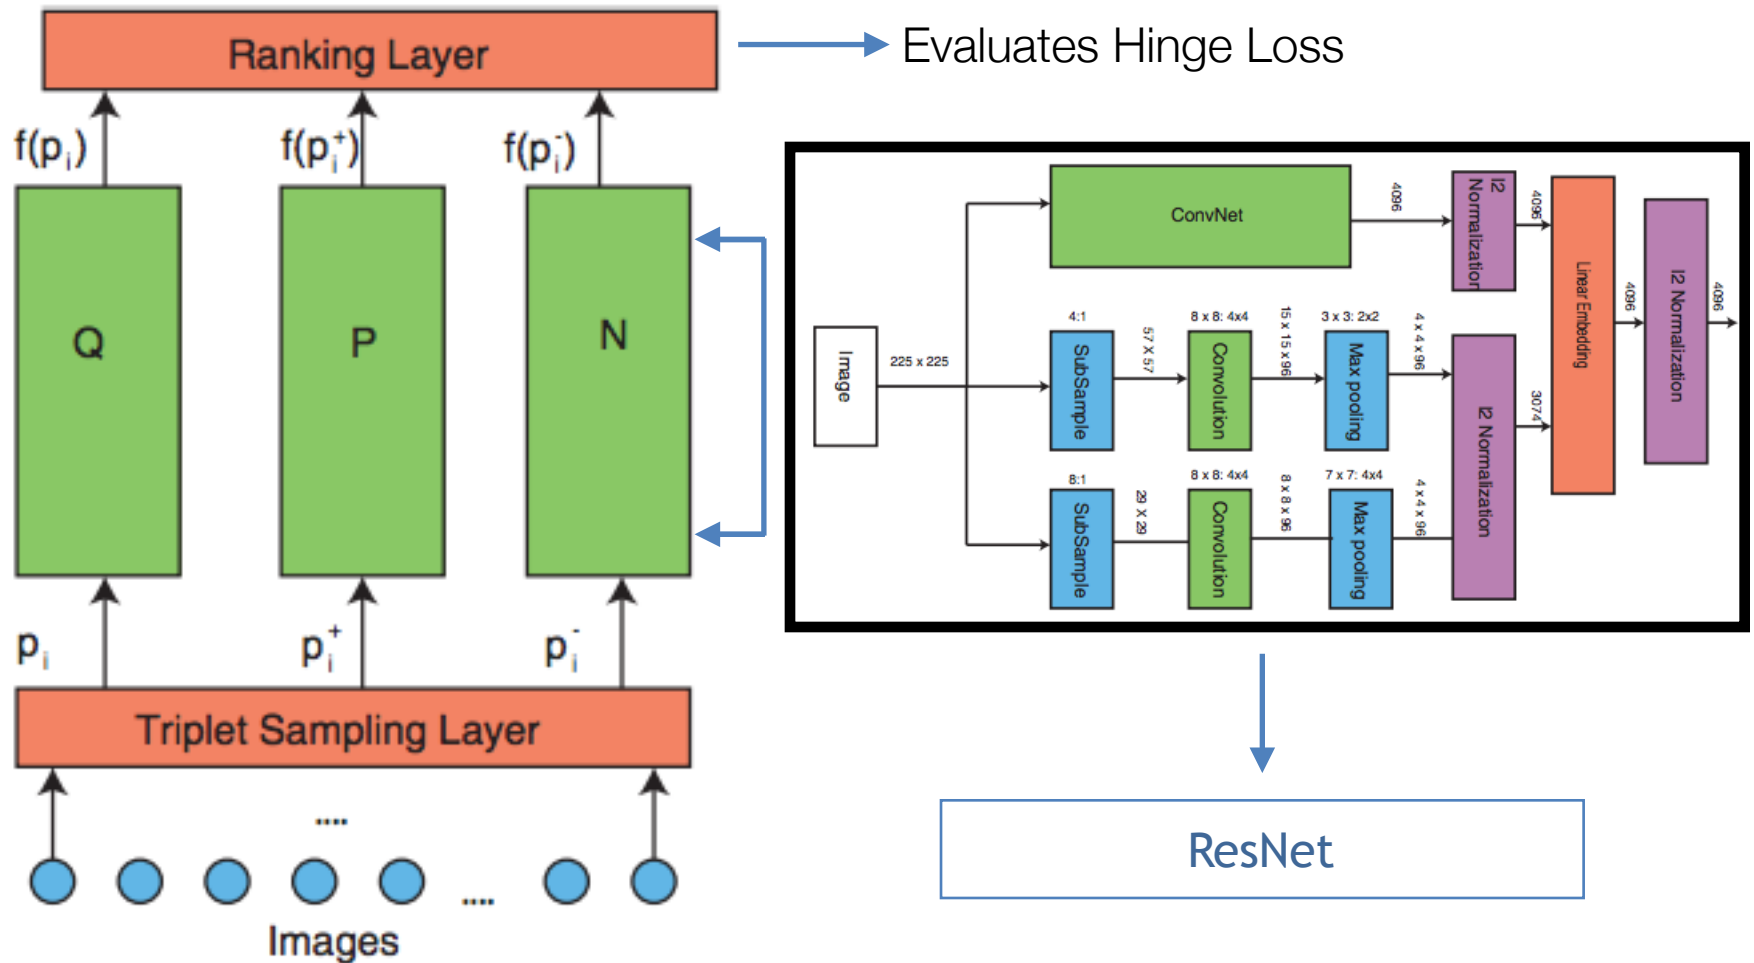 Ranking Layer
Evaluates Hinge Loss
f(pᵢ)
f(pᵢ⁺)
f(pᵢ⁻)
Q
P
N
pᵢ
pᵢ⁺
pᵢ⁻
Triplet Sampling Layer
....
....
Images
Image
225 x 225
ConvNet
4096
l2
Normalization
4096
4:1
SubSample
57 X 57
8 x 8: 4x4
Convolution
15 x 15 x 96
3 x 3: 2x2
Max pooling
4 x 4 x 96
8:1
SubSample
29 X 29
8 x 8: 4x4
Convolution
8 x 8 x 96
7 x 7: 4x4
Max pooling
4 x 4 x 96
l2 Normalization
3074
Linear Embedding
4096
l2 Normalization
4096
ResNet